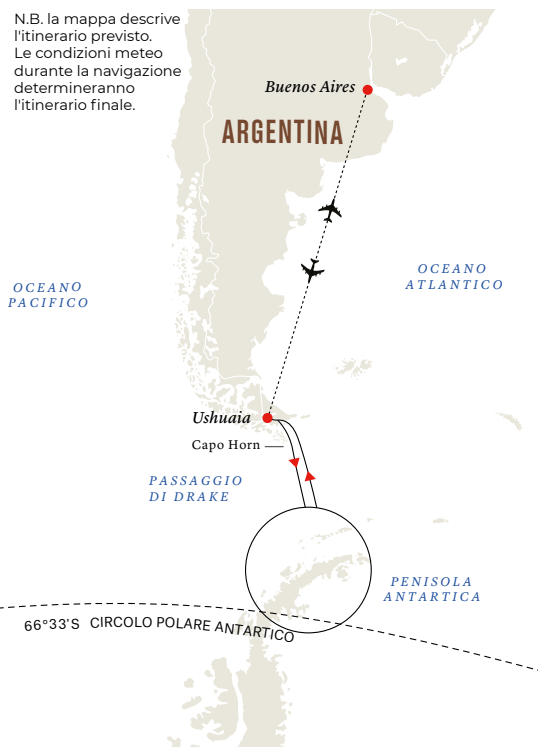 N.B. la mappa descrive
l'itinerario previsto.
Le condizioni meteo
durante la navigazione
determineranno
l'itinerario finale.
Buenos Aires
ARGENTINA
OCEANO
PACIFICO
OCEANO
ATLANTICO
Ushuaia
Capo Horn
PASSAGGIO
DI DRAKE
PENISOLA
ANTARTICA
66°33'S CIRCOLO POLARE ANTARTICO